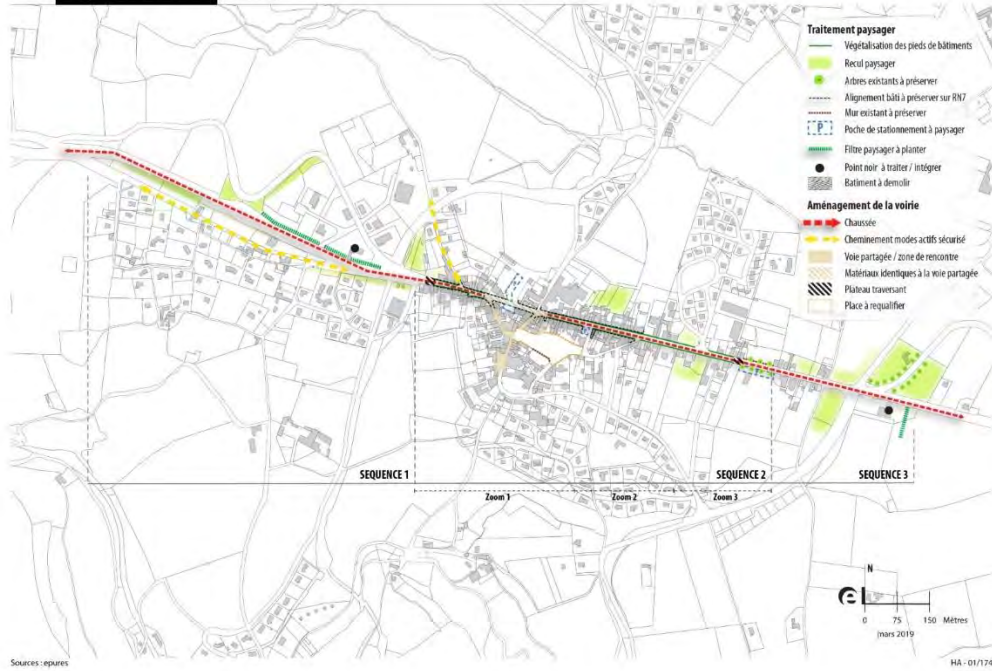 Traitement paysager
Végétalisation des pieds de bâtiments
Recul paysager
Arbres existants à préserver
Alignement bâti à préserver sur RN7
Mur existant à préserver
P Poche de stationnement à paysager
Filtre paysager à planter
Point noir à traiter / intégrer
Batiment à demolir
Aménagement de la voirie
Chaussée
Cheminement modes actifs sécurisé
Voie partagée / zone de rencontre
Matériaux identiques à la voie partagée
Plateau traversant
Place à requalifier
SEQUENCE 1
SEQUENCE 2
SEQUENCE 3
Zoom 1
Zoom 2
Zoom 3
N
0 75 150 Mètres
mars 2019
Sources : epures